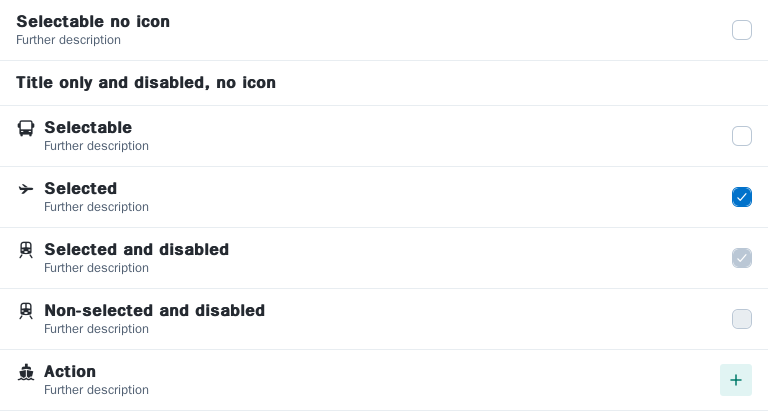 Selectable no icon
Further description
Title only and disabled, no icon
Selectable
Further description
Selected
Further description
Selected and disabled
Further description
Non-selected and disabled
Further description
Action
Further description